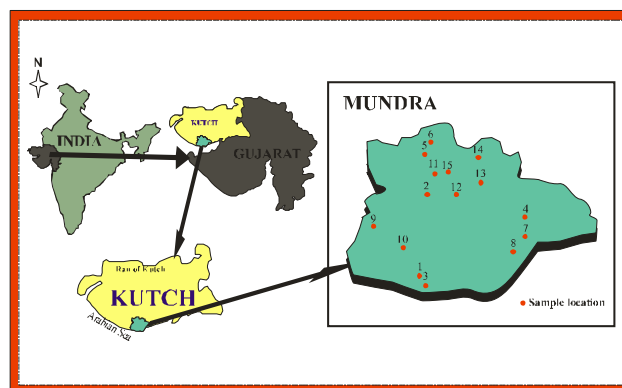 N
INDIA
KUTCH
GUJARAT
Ran of Kutch
KUTCH
Arabian Sea
MUNDRA
6
5
14
11
15
13
2
12
4
9
7
10
8
1
3
Sample location